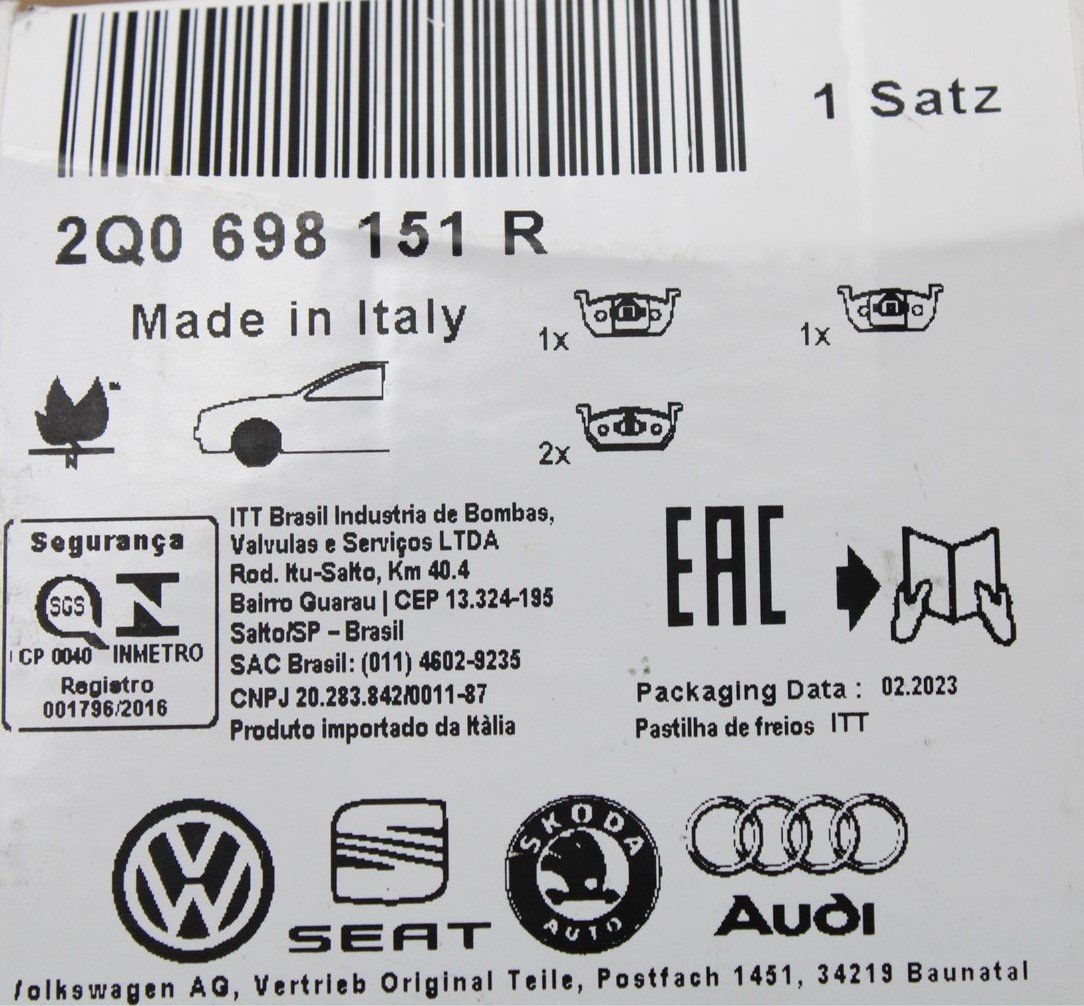 1 Satz
2Q0 698 151 R
Made in Italy
1x
1x
2x
Segurança
SGS
CP 0040 INMETRO
Registro
001796/2016
ITT Brasil Industria de Bombas,
Valvulas e Serviços LTDA
Rod. Itu-Salto, Km 40.4
Bairro Guarau | CEP 13.324-195
Salto/SP – Brasil
SAC Brasil: (011) 4602-9235
CNPJ 20.283.842/0011-87
Produto importado da Itàlia
EAC
Packaging Data : 02.2023
Pastilha de freios ITT
VW
SEAT
SKODA
AUTO
Audi
Volkswagen AG, Vertrieb Original Teile, Postfach 1451, 34219 Baunatal